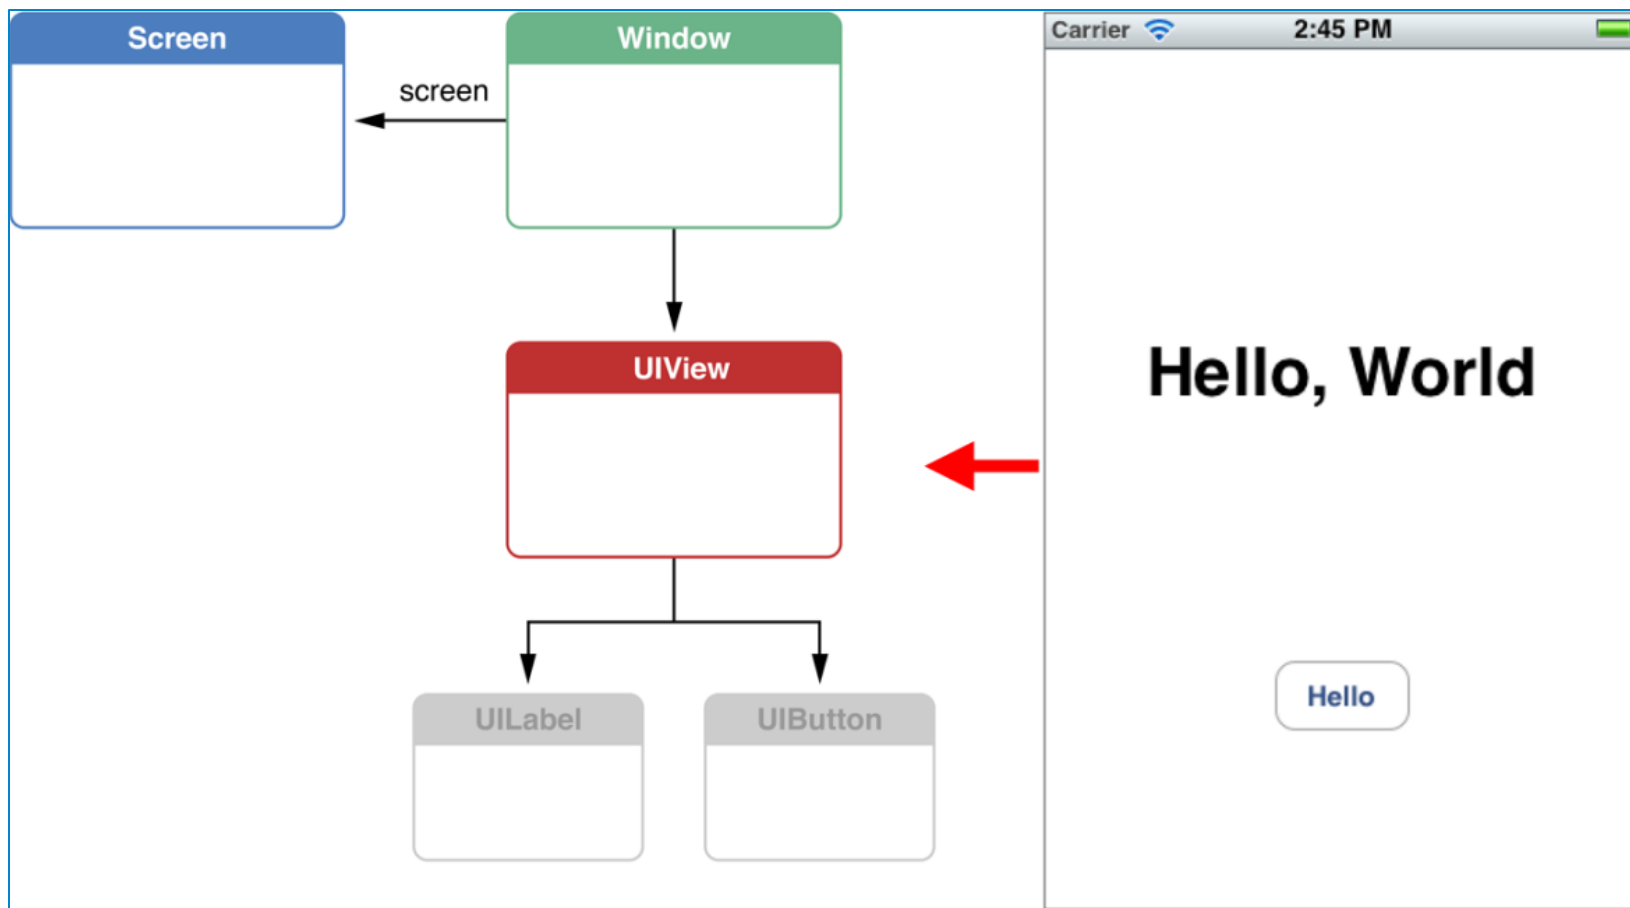 Screen
screen
Window
UIView
UILabel
UIButton
Carrier
2:45 PM
Hello, World
Hello